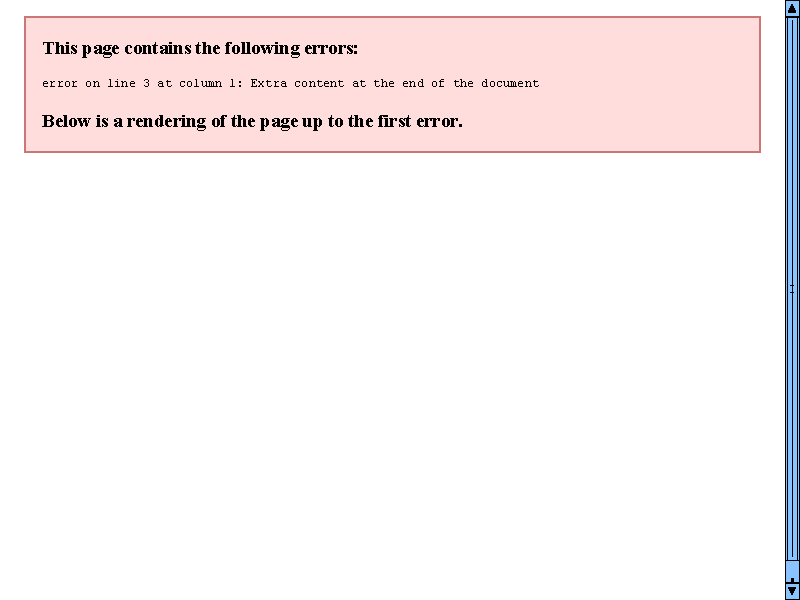 This page contains the following errors:
error on line 3 at column 1: Extra content at the end of the document
Below is a rendering of the page up to the first error.